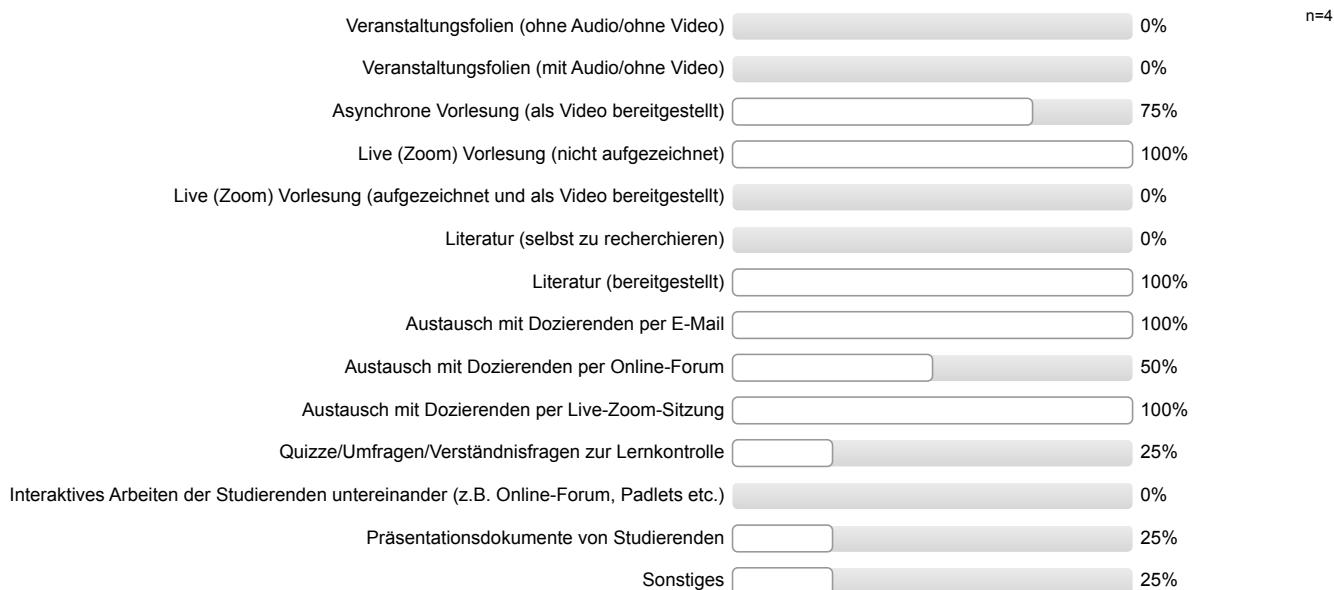 n=4
Veranstaltungsfolien (ohne Audio/ohne Video) 0%
Veranstaltungsfolien (mit Audio/ohne Video) 0%
Asynchrone Vorlesung (als Video bereitgestellt) 75%
Live (Zoom) Vorlesung (nicht aufgezeichnet) 100%
Live (Zoom) Vorlesung (aufgezeichnet und als Video bereitgestellt) 0%
Literatur (selbst zu recherchieren) 0%
Literatur (bereitgestellt) 100%
Austausch mit Dozierenden per E-Mail 100%
Austausch mit Dozierenden per Online-Forum 50%
Austausch mit Dozierenden per Live-Zoom-Sitzung 100%
Quizze/Umfragen/Verständnisfragen zur Lernkontrolle 25%
Interaktives Arbeiten der Studierenden untereinander (z.B. Online-Forum, Padlets etc.) 0%
Präsentationsdokumente von Studierenden 25%
Sonstiges 25%